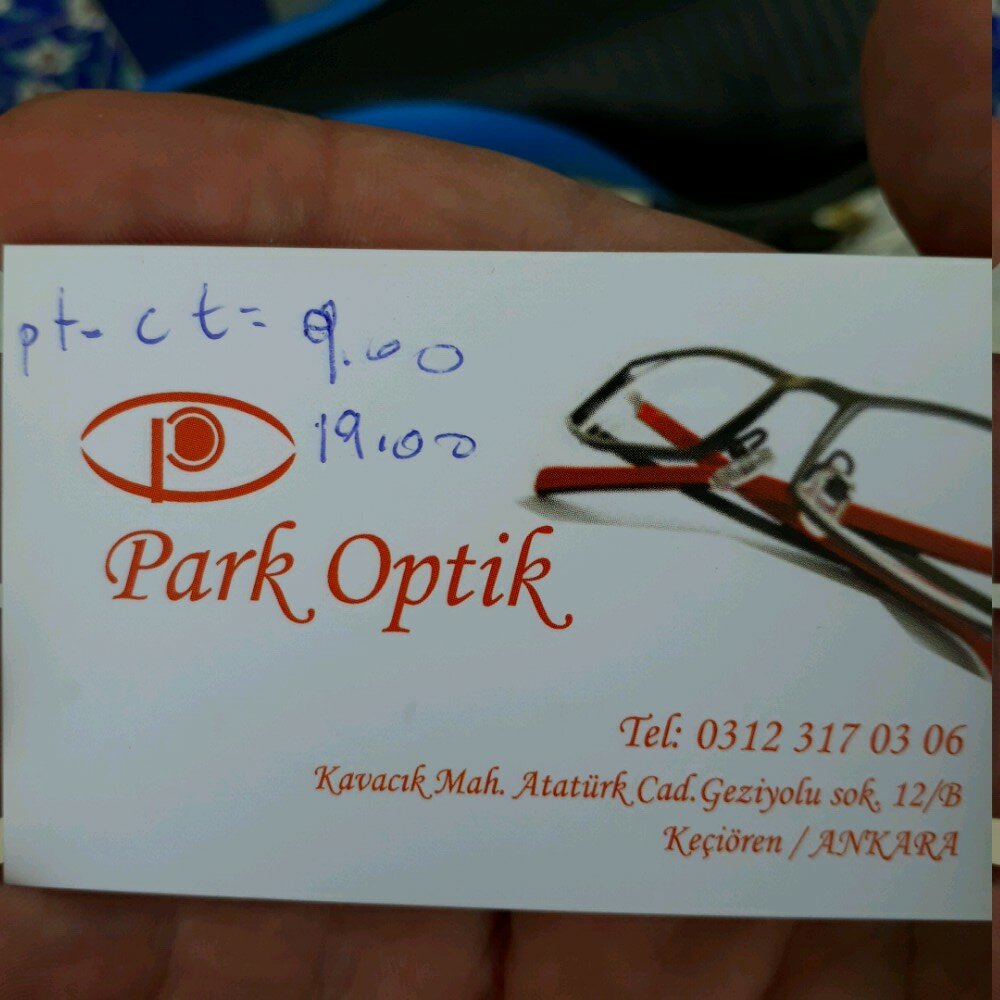 pt- ct= 9.00
19.00
Park Optik
Tel: 0312 317 03 06
Kavacık Mah. Atatürk Cad.Geziyolu sok. 12/B
Keçiören / ANKARA